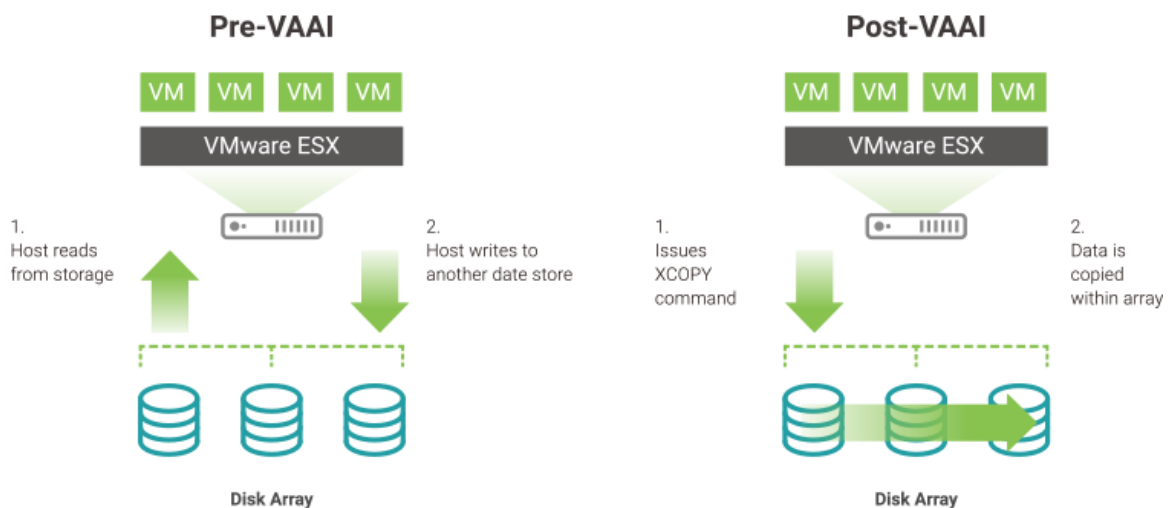 Pre-VAAI
VM VM VM VM
VMware ESX
1.
Host reads
from storage
2.
Host writes to
another date store
Disk Array
Post-VAAI
VM VM VM VM
VMware ESX
1.
Issues
XCOPY
command
2.
Data is
copied
within array
Disk Array